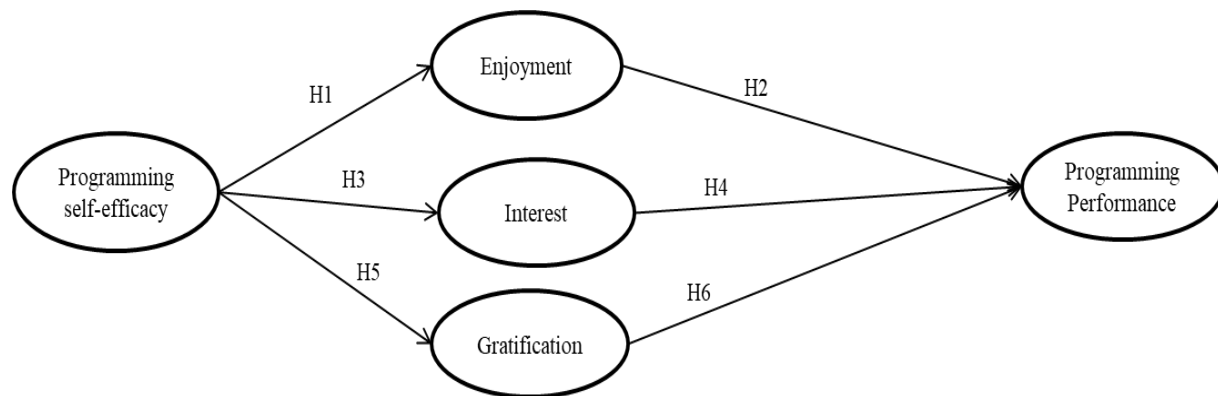 Enjoyment
H1
H2
Programming
self-efficacy
H3
Interest
H4
Programming
Performance
H5
Gratification
H6